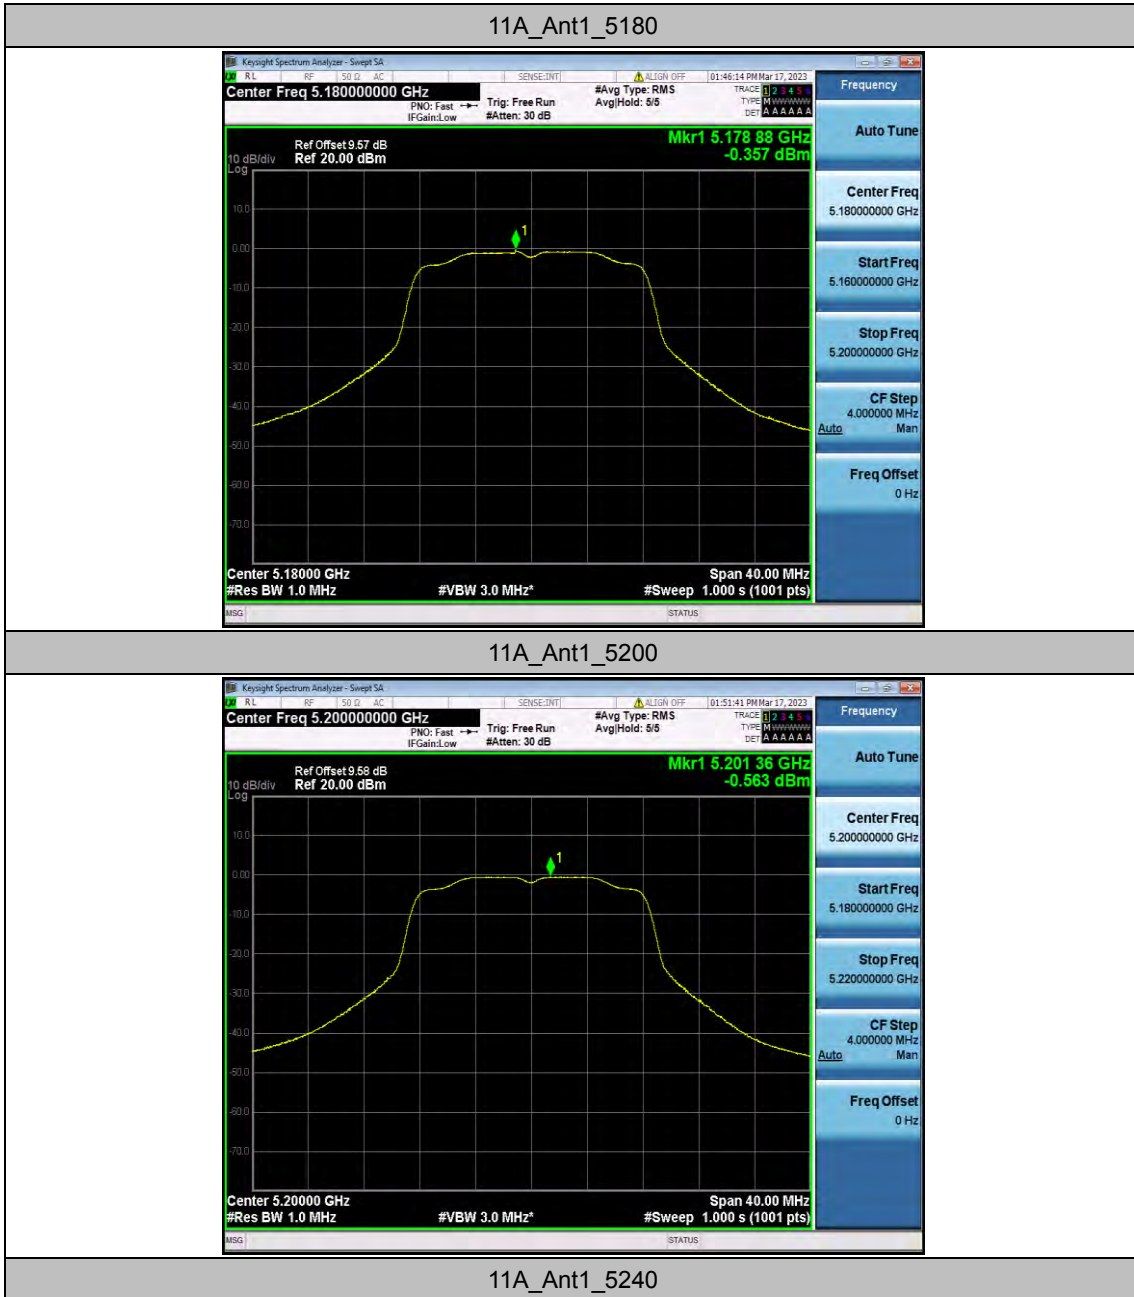 11A_Ant1_5180
Keysight Spectrum Analyzer - Swept SA
RL RF 50 Ω AC SENSE:INT ALIGN OFF 01:46:14 PM Mar 17, 2023
Center Freq 5.180000000 GHz #Avg Type: RMS TRACE 1 2 3 4 5 6
PNO: Fast Trig: Free Run Avg|Hold: 5/5 TYPE M W W W W W
IFGain:Low #Atten: 30 dB DET A A A A A A
Frequency
Mkr1 5.178 88 GHz
-0.357 dBm
Ref Offset 9.57 dB
10 dB/div Ref 20.00 dBm
Log
10.0
0.00
-10.0
-20.0
-30.0
-40.0
-50.0
-60.0
-70.0
1
Center 5.18000 GHz Span 40.00 MHz
#Res BW 1.0 MHz #VBW 3.0 MHz* #Sweep 1.000 s (1001 pts)
MSG STATUS
Auto Tune
Center Freq
5.180000000 GHz
Start Freq
5.160000000 GHz
Stop Freq
5.200000000 GHz
CF Step
4.000000 MHz
Auto Man
Freq Offset
0 Hz
11A_Ant1_5200
Keysight Spectrum Analyzer - Swept SA
RL RF 50 Ω AC SENSE:INT ALIGN OFF 01:51:41 PM Mar 17, 2023
Center Freq 5.200000000 GHz #Avg Type: RMS TRACE 1 2 3 4 5 6
PNO: Fast Trig: Free Run Avg|Hold: 5/5 TYPE M W W W W W
IFGain:Low #Atten: 30 dB DET A A A A A A
Frequency
Mkr1 5.201 36 GHz
-0.563 dBm
Ref Offset 9.58 dB
10 dB/div Ref 20.00 dBm
Log
10.0
0.00
-10.0
-20.0
-30.0
-40.0
-50.0
-60.0
-70.0
1
Center 5.20000 GHz Span 40.00 MHz
#Res BW 1.0 MHz #VBW 3.0 MHz* #Sweep 1.000 s (1001 pts)
MSG STATUS
Auto Tune
Center Freq
5.200000000 GHz
Start Freq
5.180000000 GHz
Stop Freq
5.220000000 GHz
CF Step
4.000000 MHz
Auto Man
Freq Offset
0 Hz
11A_Ant1_5240